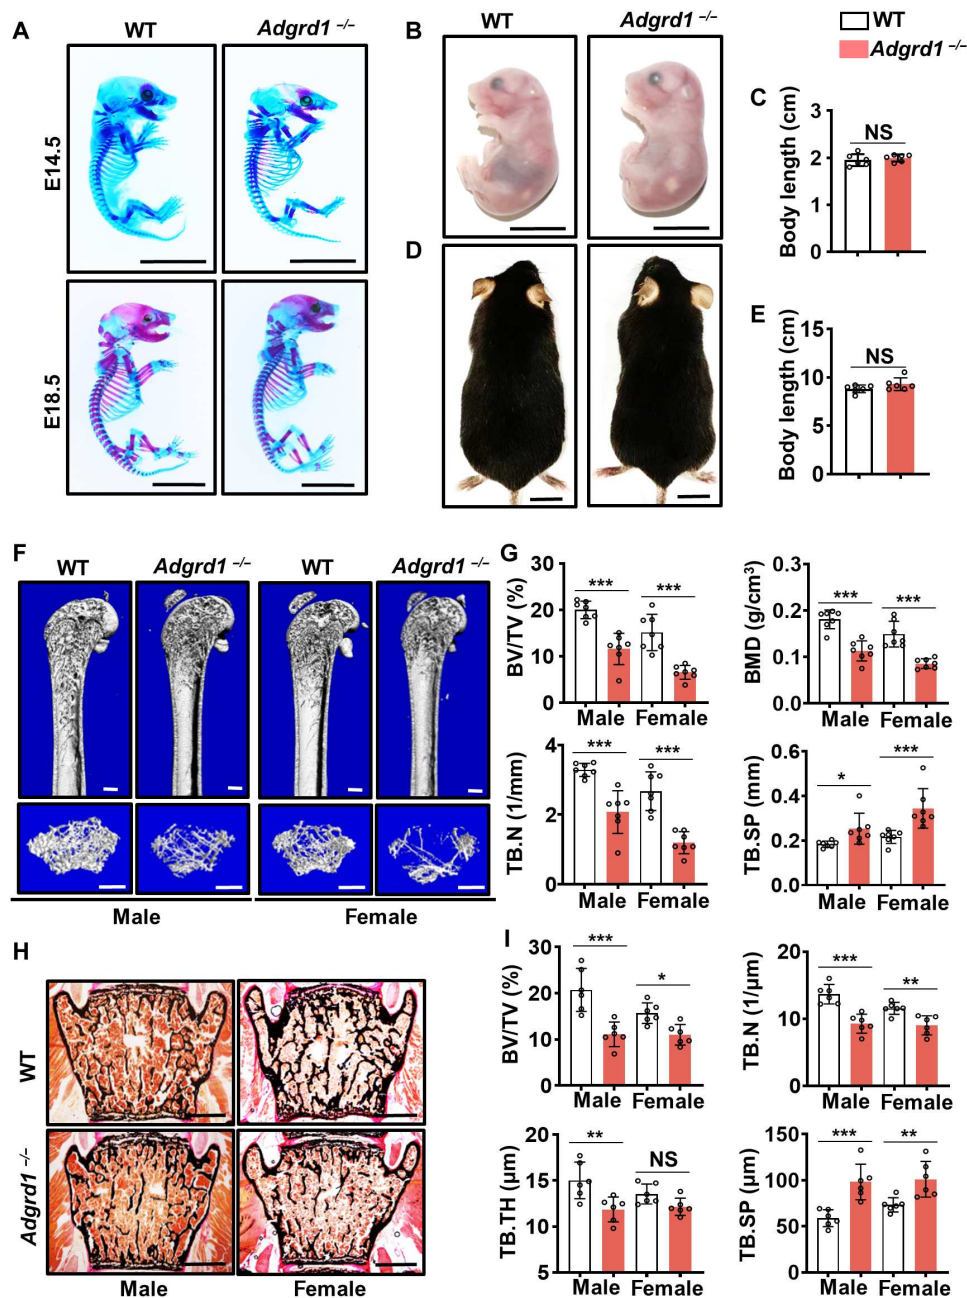 A
WT
Adgrd1 −/−
E14.5
E18.5
B
WT
Adgrd1 −/−
WT
Adgrd1 −/−
C
Body length (cm)
3
2
1
0
NS
D
E
Body length (cm)
15
10
5
0
NS
F
WT
Adgrd1 −/−
WT
Adgrd1 −/−
Male
Female
G
BV/TV (%)
30
20
10
0
***
***
Male
Female
BMD (g/cm³)
0.3
0.2
0.1
0.0
***
***
Male
Female
TB.N (1/mm)
4
2
0
***
***
Male
Female
TB.SP (mm)
0.6
0.4
0.2
0.0
*
***
Male
Female
H
WT
Adgrd1 −/−
Male
Female
I
BV/TV (%)
30
20
10
0
***
*
Male
Female
TB.N (1/μm)
20
10
0
***
**
Male
Female
TB.TH (μm)
20
15
10
5
**
NS
Male
Female
TB.SP (μm)
150
100
50
0
***
**
Male
Female